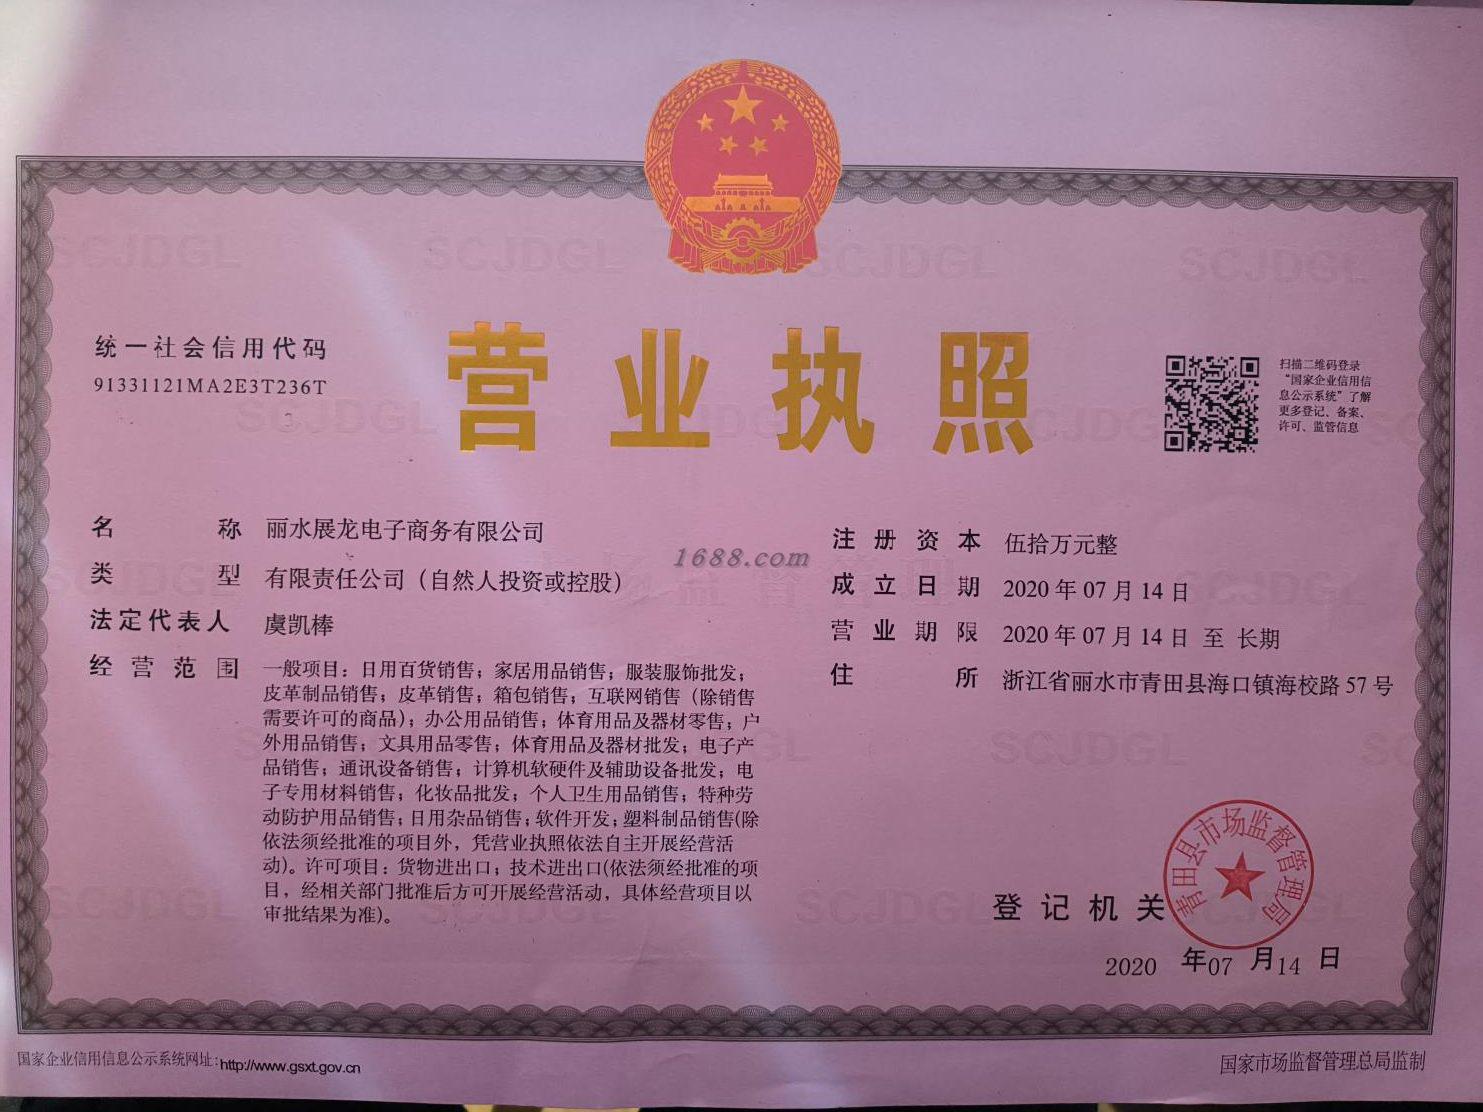 营业执照
统一社会信用代码
91331121MA2E3T236T
扫描二维码登录
“国家企业信用信
息公示系统”了解
更多登记、备案、
许可、监管信息
名称 丽水展龙电子商务有限公司
类型 有限责任公司（自然人投资或控股）
法定代表人 虞凯棒
经营范围 一般项目：日用百货销售；家居用品销售；服装服饰批发；
皮革制品销售；皮革销售；箱包销售；互联网销售（除销售
需要许可的商品）；办公用品销售；体育用品及器材零售；户
外用品销售；文具用品零售；体育用品及器材批发；电子产
品销售；通讯设备销售；计算机软硬件及辅助设备批发；电
子专用材料销售；化妆品批发；个人卫生用品销售；特种劳
动防护用品销售；日用杂品销售；软件开发；塑料制品销售(除
依法须经批准的项目外，凭营业执照依法自主开展经营活
动)。许可项目：货物进出口；技术进出口(依法须经批准的项
目，经相关部门批准后方可开展经营活动，具体经营项目以
审批结果为准)。
1688.com
注册资本 伍拾万元整
成立日期 2020年07月14日
营业期限 2020年07月14日 至 长期
住所 浙江省丽水市青田县海口镇海校路57号
登记机关
青田县市场监督管理局
2020 年07 月14 日
国家企业信用信息公示系统网址:http://www.gsxt.gov.cn
国家市场监督管理总局监制
SCJDGL